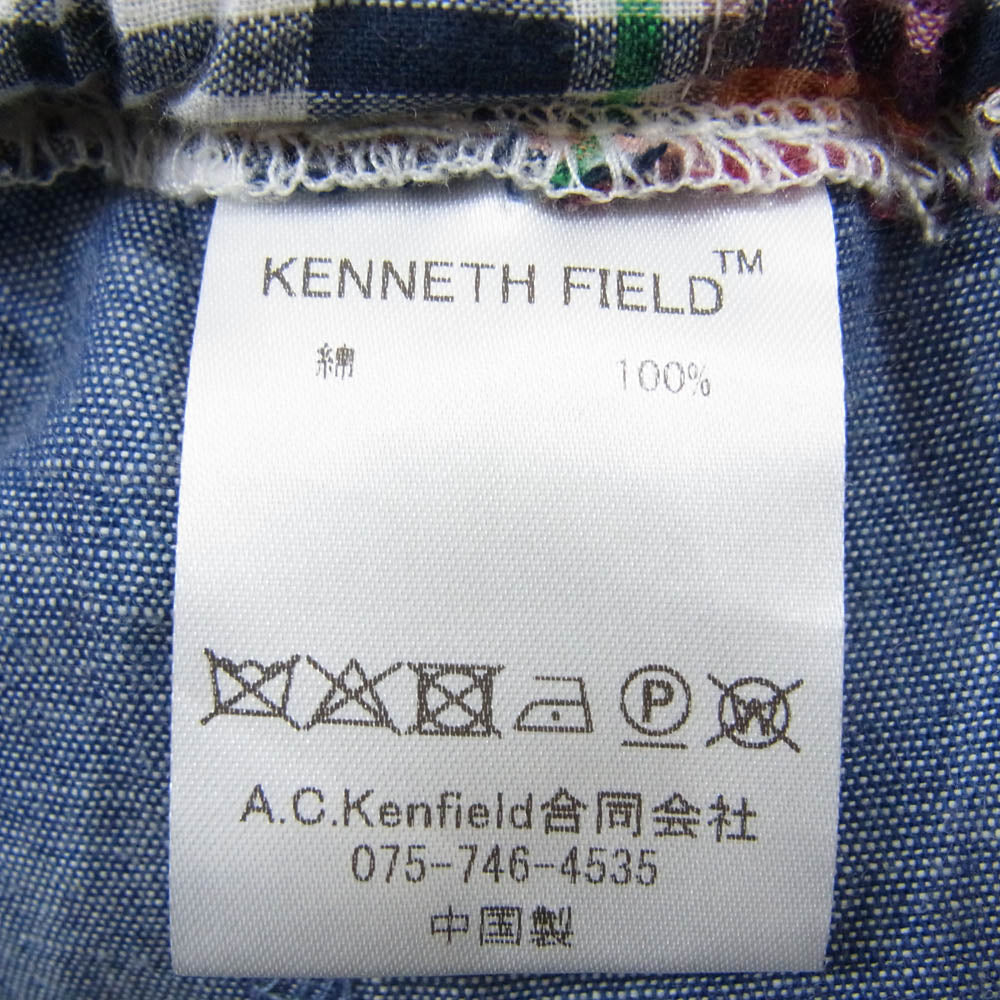 KENNETH FIELD™
綿 100%
P W
A.C.Kenfield合同会社
075-746-4535
中国製